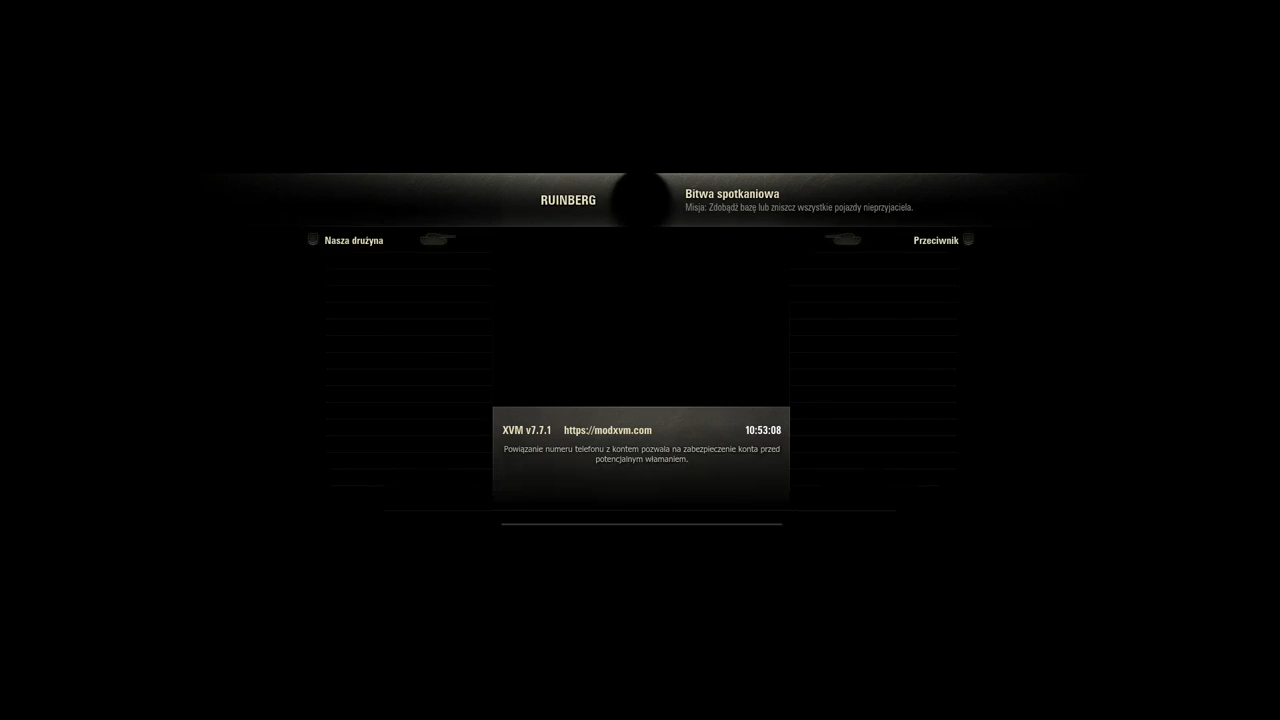 RUINBERG
Bitwa spotkaniowa
Misja: Zdobądź bazę lub zniszcz wszystkie pojazdy nieprzyjaciela.
Nasza drużyna
Przeciwnik
XVM v7.7.1 https://modxvm.com 10:53:08
Powiązanie numeru telefonu z kontem pozwala na zabezpieczenie konta przed
potencjalnym włamaniem.